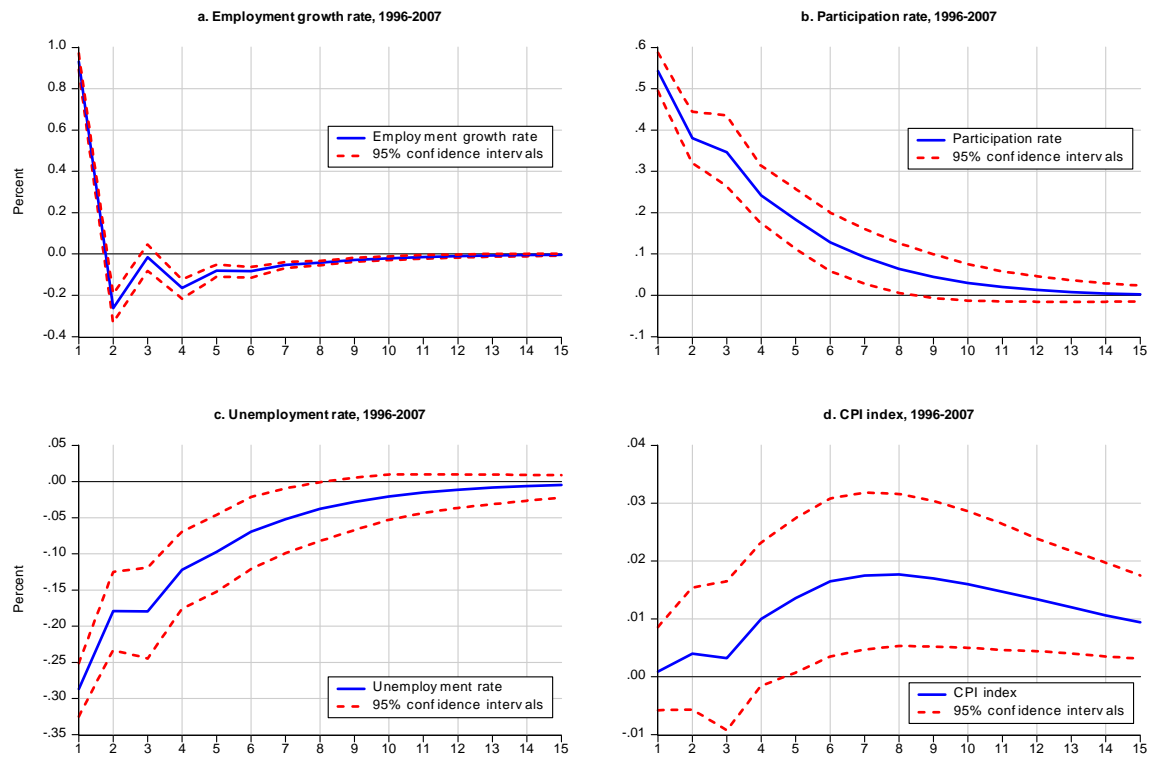 a. Employment growth rate, 1996-2007
Percent
1.0
0.8
0.6
0.4
0.2
0.0
-0.2
-0.4
Employment growth rate
95% confidence intervals
1 2 3 4 5 6 7 8 9 10 11 12 13 14 15
b. Participation rate, 1996-2007
.6
.5
.4
.3
.2
.1
.0
-.1
Participation rate
95% confidence intervals
1 2 3 4 5 6 7 8 9 10 11 12 13 14 15
c. Unemployment rate, 1996-2007
Percent
.05
.00
-.05
-.10
-.15
-.20
-.25
-.30
-.35
Unemployment rate
95% confidence intervals
1 2 3 4 5 6 7 8 9 10 11 12 13 14 15
d. CPI index, 1996-2007
.04
.03
.02
.01
.00
-.01
CPI index
95% confidence intervals
1 2 3 4 5 6 7 8 9 10 11 12 13 14 15